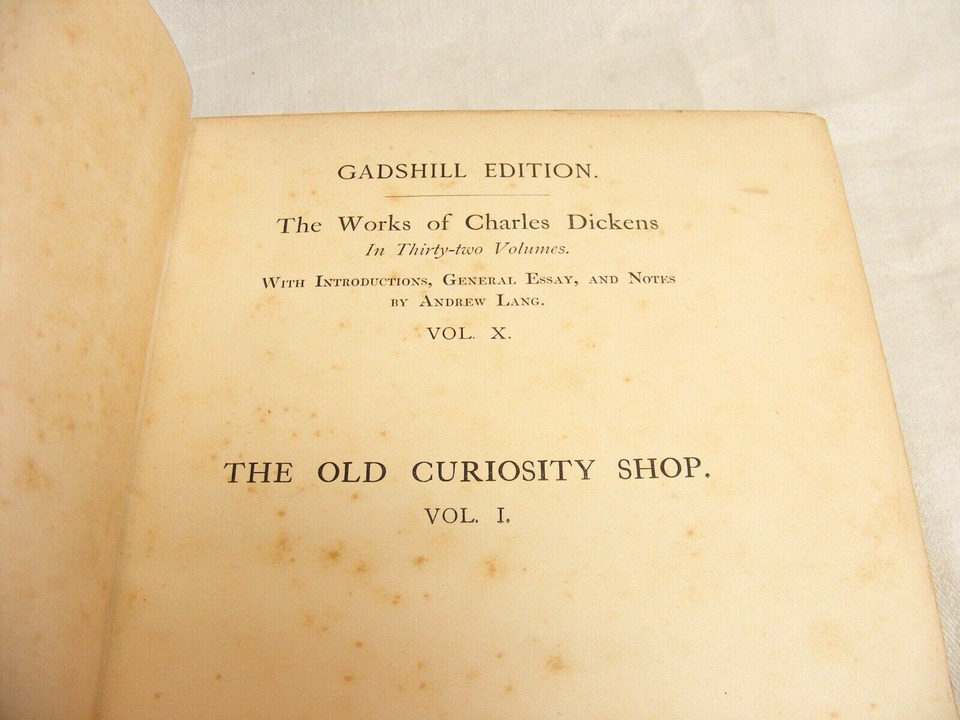 GADSHILL EDITION.
The Works of Charles Dickens
In Thirty-two Volumes.
With Introductions, General Essay, and Notes
by Andrew Lang.
VOL. X.
THE OLD CURIOSITY SHOP.
VOL. I.